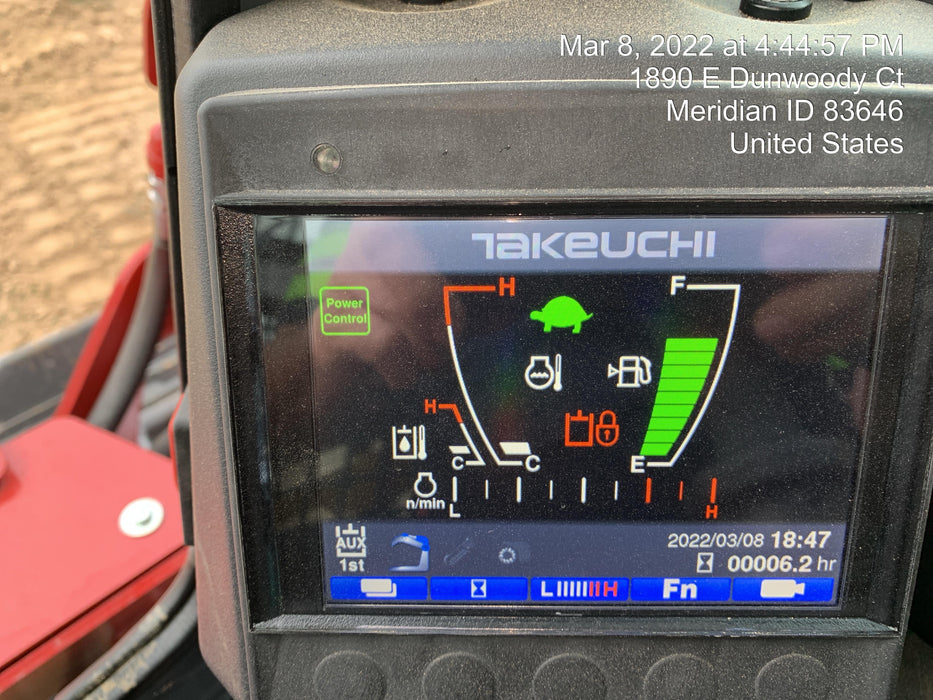 Mar 8, 2022 at 4:44:57 PM
1890 E Dunwoody Ct
Meridian ID 83646
United States
TAKEUCHI
Power
Control
H
F
H
C
C
E
n/min
L
H
AUX
1st
2022/03/08 18:47
00006.2 hr
L H
Fn